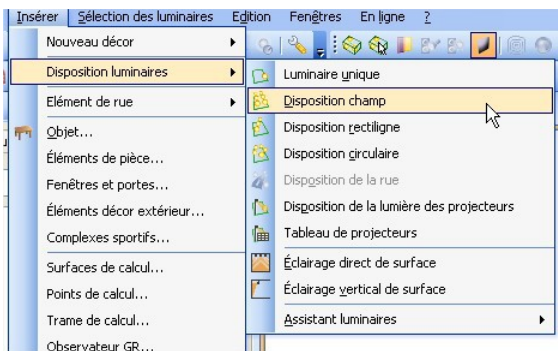 Insérer Sélection des luminaires Edition Fenêtres En ligne ?
Nouveau décor
Disposition luminaires
Elément de rue
Objet...
Éléments de pièce...
Fenêtres et portes...
Éléments décor extérieur...
Complexes sportifs...
Surfaces de calcul...
Points de calcul...
Trame de calcul...
Observateur GR...
Luminaire unique
Disposition champ
Disposition rectiligne
Disposition circulaire
Disposition de la rue
Disposition de la lumière des projecteurs
Tableau de projecteurs
Éclairage direct de surface
Éclairage vertical de surface
Assistant luminaires